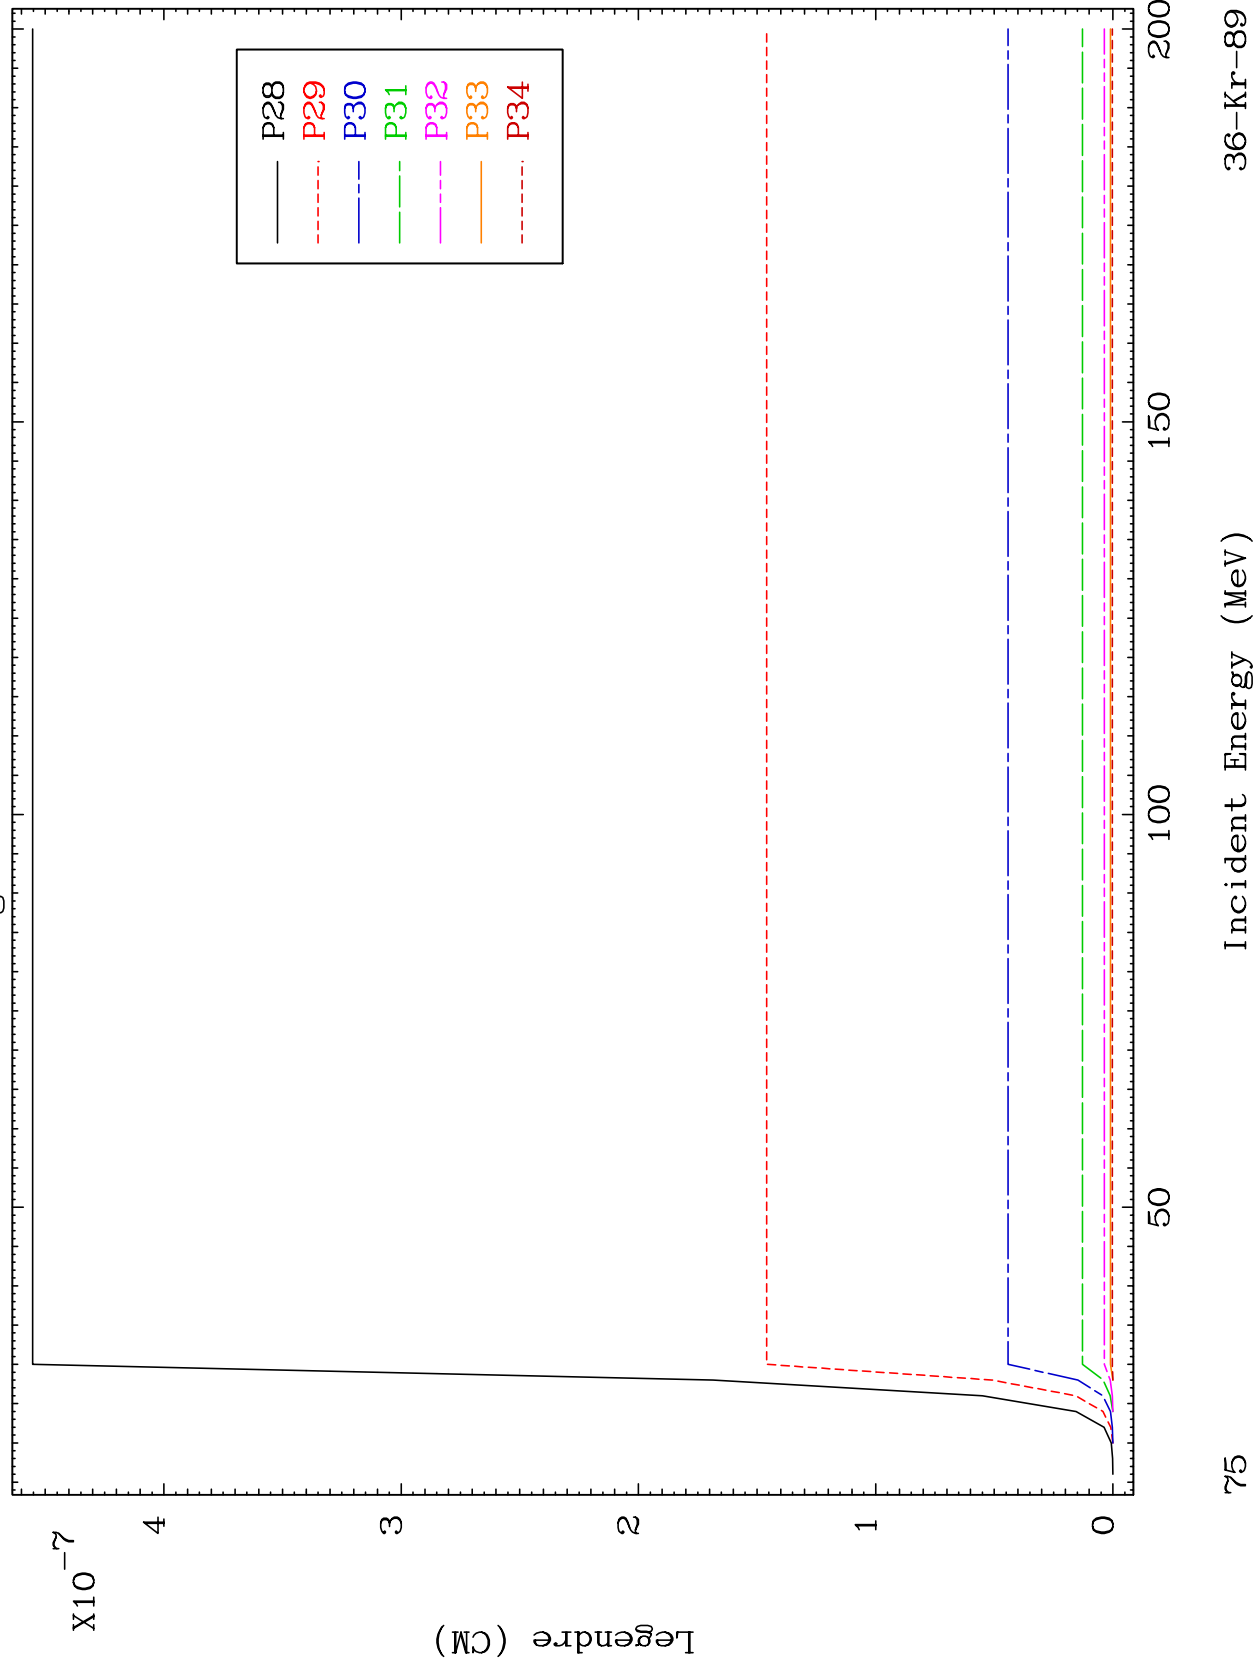 X10-7
4
3
2
1
0
Legendre (CM)
P28
P29
P30
P31
P32
P33
P34
50
100
150
200
Incident Energy (MeV)
75
36-Kr-89